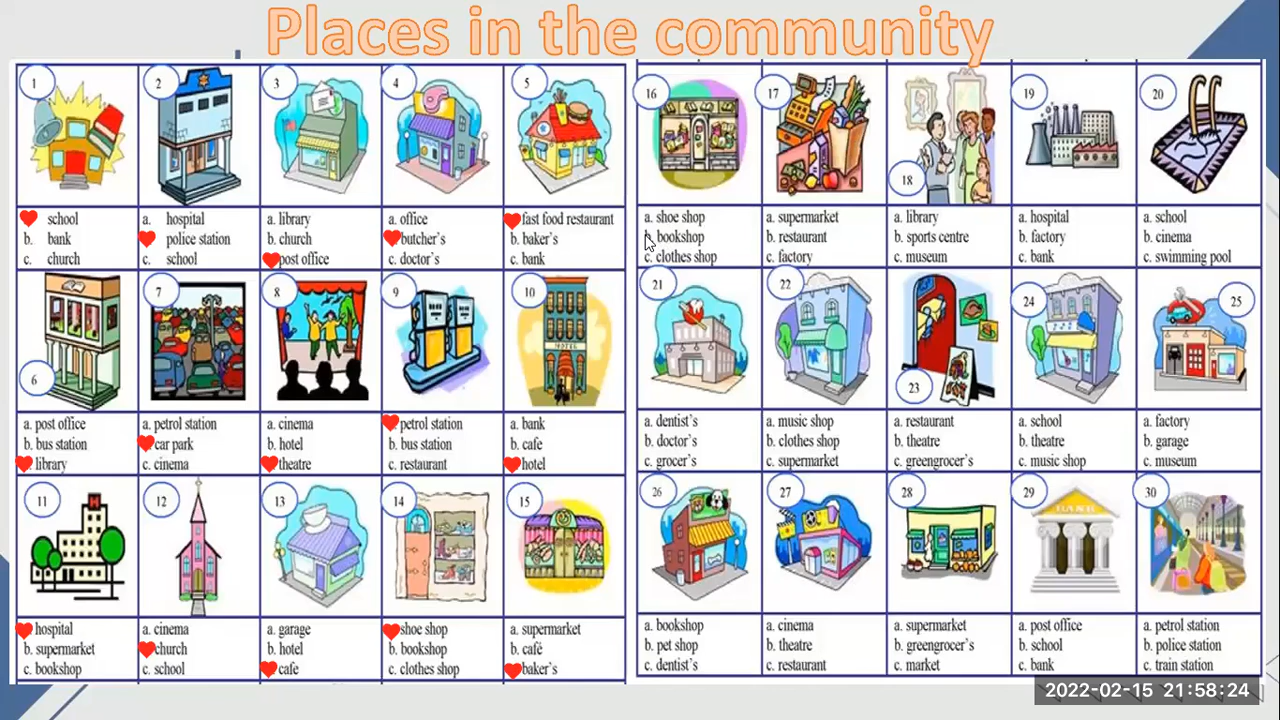 Places in the community
1
2
3
4
5
school
b. bank
c. church
a. hospital
police station
c. school
a. library
b. church
post office
a. office
butcher's
c. doctor's
fast food restaurant
b. baker's
c. bank
6
7
8
9
10
HOTEL
a. post office
b. bus station
library
a. petrol station
car park
c. cinema
a. cinema
b. hotel
theatre
petrol station
b. bus station
c. restaurant
a. bank
b. cafe
hotel
11
12
13
14
15
H
hospital
b. supermarket
c. bookshop
a. cinema
church
c. school
a. garage
b. hotel
cafe
shoe shop
b. bookshop
c. clothes shop
a. supermarket
b. café
baker's
16
17
18
19
20
a. shoe shop
b. bookshop
c. clothes shop
a. supermarket
b. restaurant
c. factory
a. library
b. sports centre
c. museum
a. hospital
b. factory
c. bank
a. school
b. cinema
c. swimming pool
21
22
23
24
25
a. dentist's
b. doctor's
c. grocer's
a. music shop
b. clothes shop
c. supermarket
a. restaurant
b. theatre
c. greengrocer's
a. school
b. theatre
c. music shop
a. factory
b. garage
c. museum
26
27
28
29
30
BANK
a. bookshop
b. pet shop
c. dentist's
a. cinema
b. theatre
c. restaurant
a. supermarket
b. greengrocer's
c. market
a. post office
b. school
c. bank
a. petrol station
b. police station
c. train station
2022-02-15 21:58:24